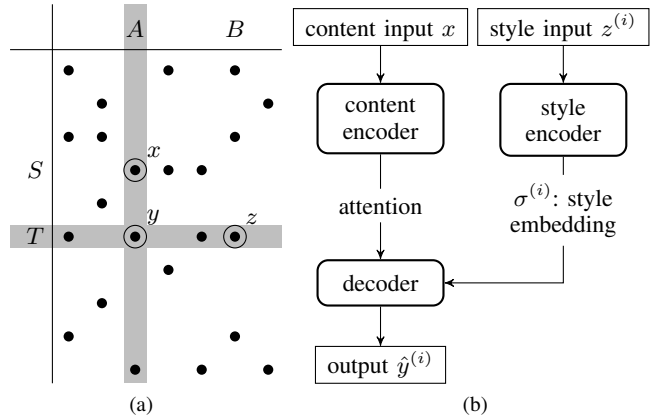 A B
S
T
x
y
z
(a)
content input x
style input z^(i)
content
encoder
style
encoder
attention
σ^(i): style
embedding
decoder
output ŷ^(i)
(b)